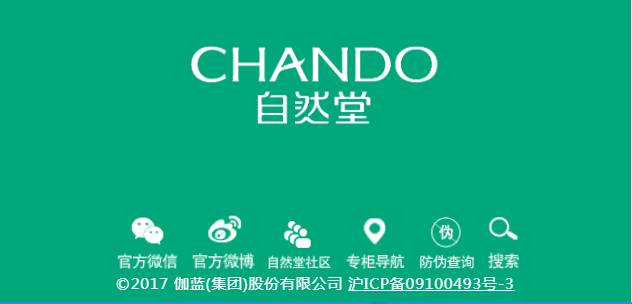 CHANDO
自然堂
伪
官方微信 官方微博 自然堂社区 专柜导航 防伪查询 搜索
©2017 伽蓝(集团)股份有限公司 沪ICP备09100493号-3